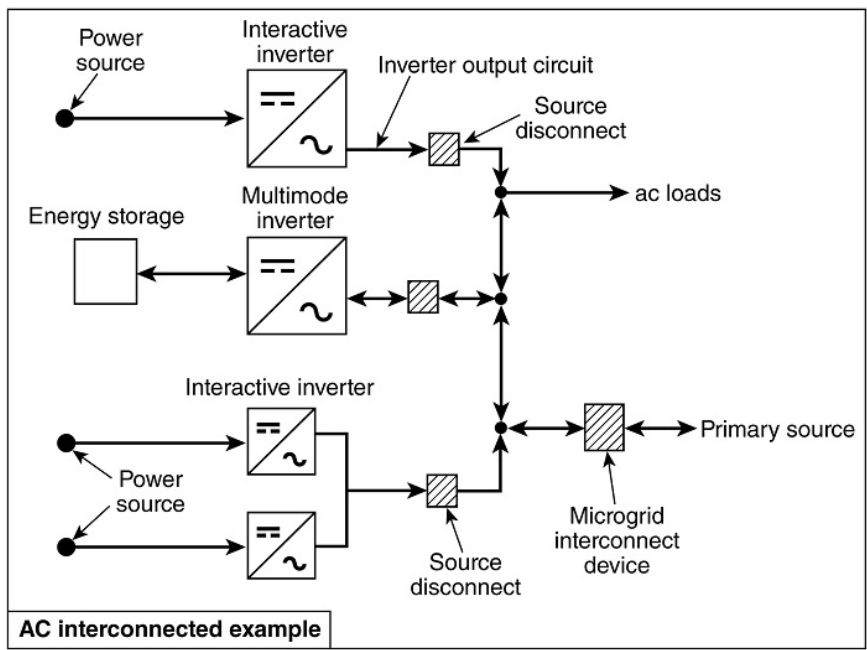 Power
source
Interactive
inverter
Inverter output circuit
Source
disconnect
ac loads
Energy storage
Multimode
inverter
Interactive inverter
Primary source
Power
source
Source
disconnect
Microgrid
interconnect
device
AC interconnected example